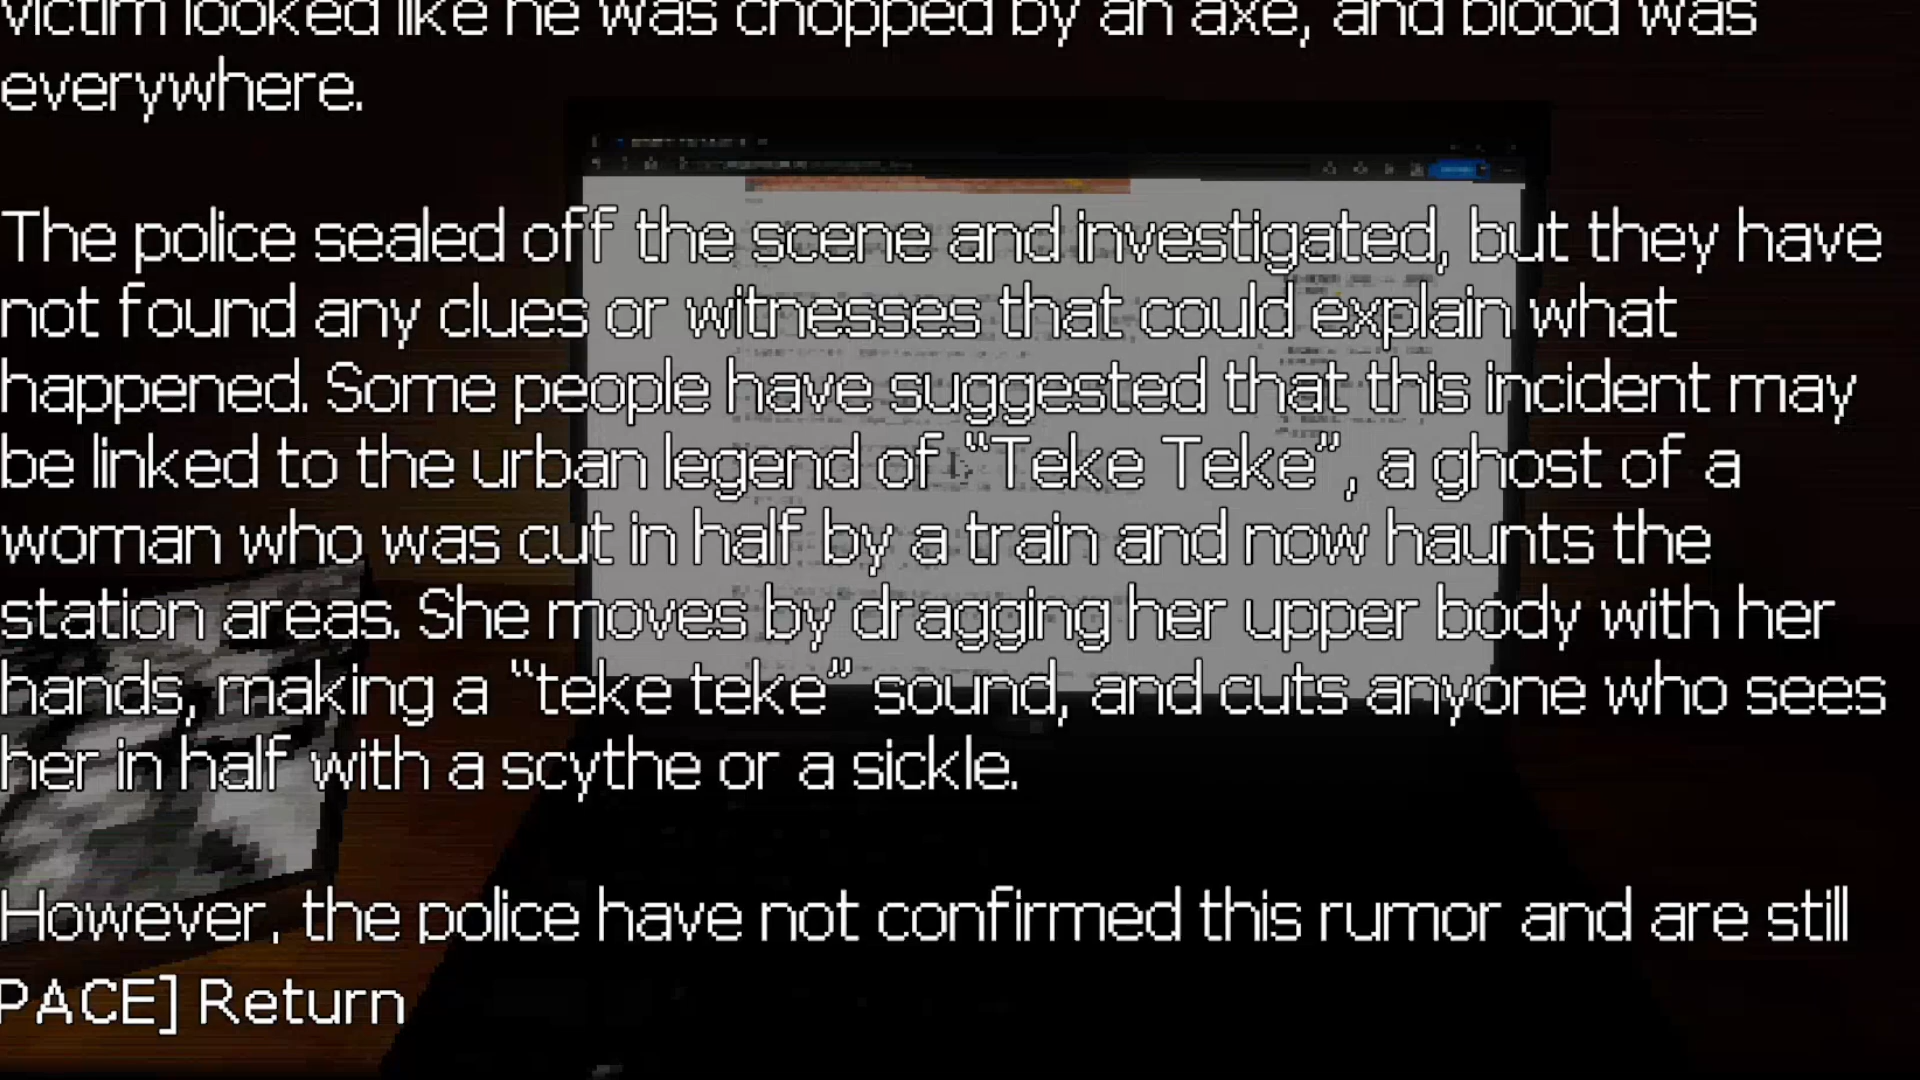 victim looked like he was chopped by an axe, and blood was
everywhere.
The police sealed off the scene and investigated, but they have
not found any clues or witnesses that could explain what
happened. Some people have suggested that this incident may
be linked to the urban legend of “Teke Teke”, a ghost of a
woman who was cut in half by a train and now haunts the
station areas. She moves by dragging her upper body with her
hands, making a “teke teke” sound, and cuts anyone who sees
her in half with a scythe or a sickle.
However, the police have not confirmed this rumor and are still
PACE] Return